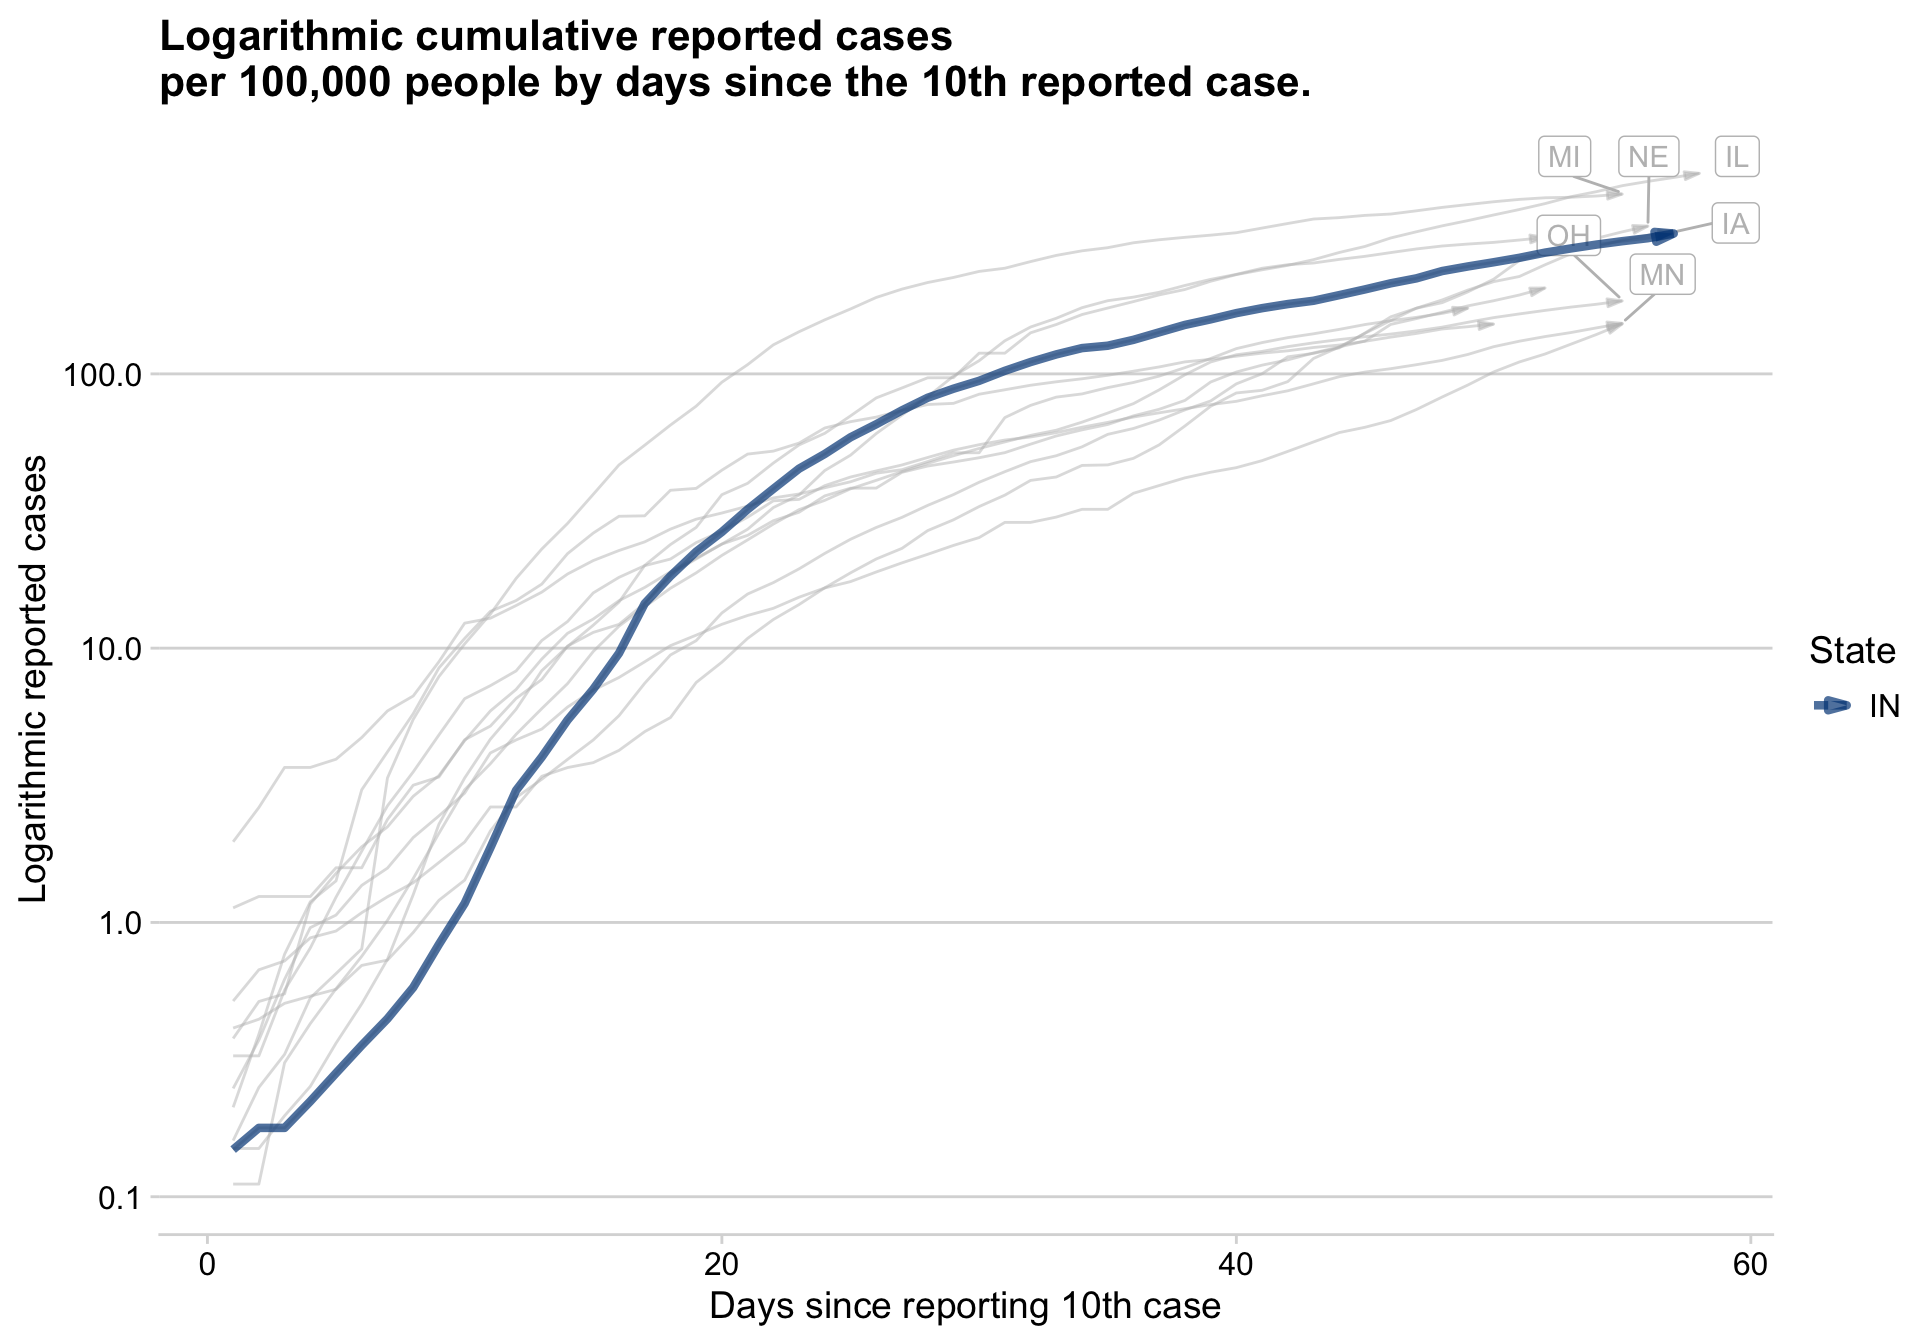 Logarithmic cumulative reported cases
per 100,000 people by days since the 10th reported case.
MI
NE
IL
OH
IA
MN
100.0
10.0
1.0
0.1
Logarithmic reported cases
0
20
40
60
Days since reporting 10th case
State
IN